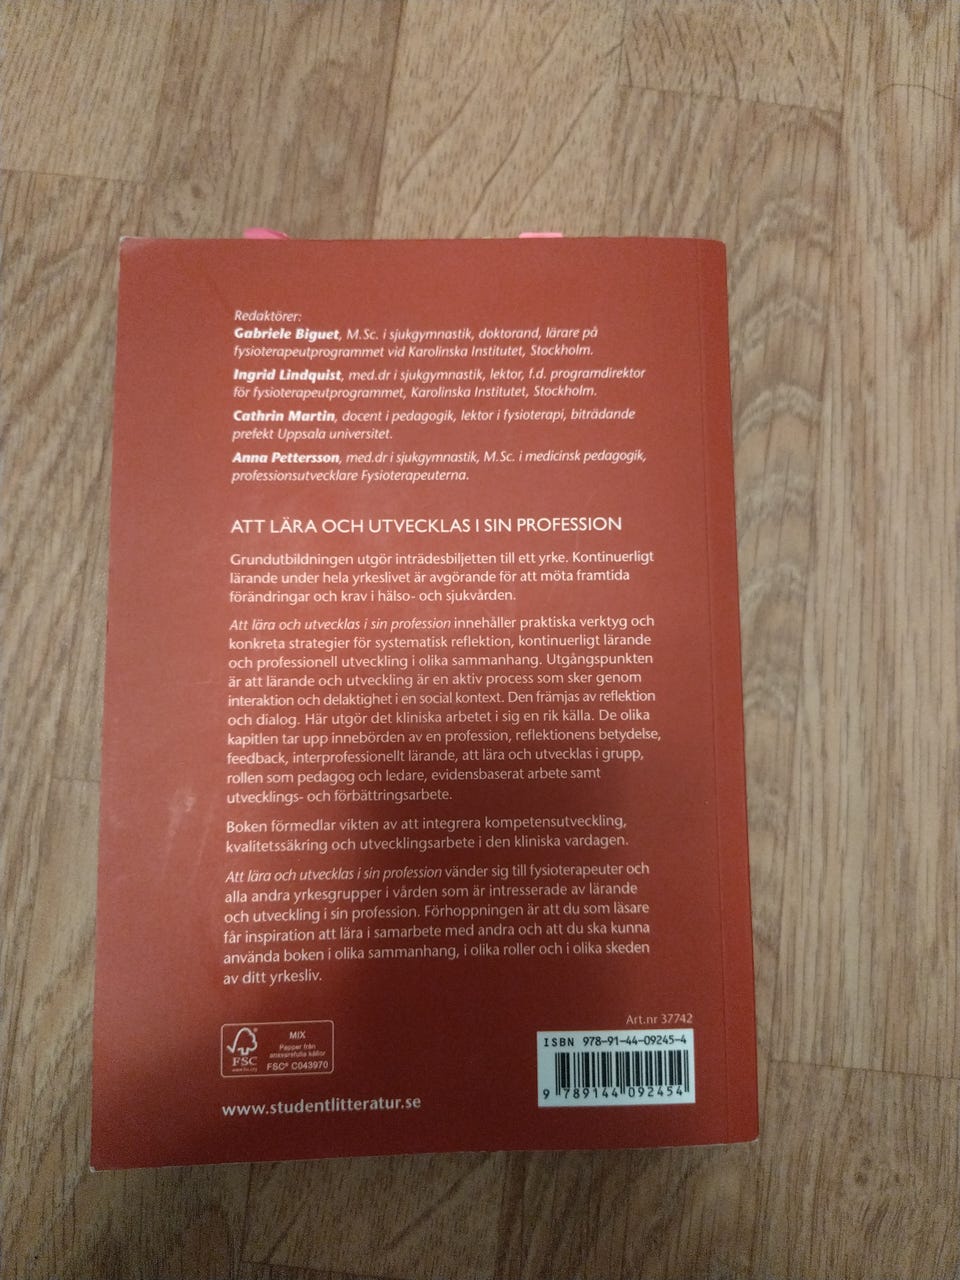 Redaktörer:
Gabriele Biguet, M.Sc. i sjukgymnastik, doktorand, lärare på
fysioterapeutprogrammet vid Karolinska Institutet, Stockholm.
Ingrid Lindquist, med.dr i sjukgymnastik, lektor, f.d. programdirektor
för fysioterapeutprogrammet, Karolinska Institutet, Stockholm.
Cathrin Martin, docent i pedagogik, lektor i fysioterapi, biträdande
prefekt Uppsala universitet.
Anna Pettersson, med.dr i sjukgymnastik, M.Sc. i medicinsk pedagogik,
professionsutvecklare Fysioterapeuterna.
ATT LÄRA OCH UTVECKLAS I SIN PROFESSION
Grundutbildningen utgör inträdesbiljetten till ett yrke. Kontinuerligt
lärande under hela yrkeslivet är avgörande för att möta framtida
förändringar och krav i hälso- och sjukvården.
Att lära och utvecklas i sin profession innehåller praktiska verktyg och
konkreta strategier för systematisk reflektion, kontinuerligt lärande
och professionell utveckling i olika sammanhang. Utgångspunkten
är att lärande och utveckling är en aktiv process som sker genom
interaktion och delaktighet i en social kontext. Den främjas av reflektion
och dialog. Här utgör det kliniska arbetet i sig en rik källa. De olika
kapitlen tar upp innebörden av en profession, reflektionens betydelse,
feedback, interprofessionellt lärande, att lära och utvecklas i grupp,
rollen som pedagog och ledare, evidensbaserat arbete samt
utvecklings- och förbättringsarbete.
Boken förmedlar vikten av att integrera kompetensutveckling,
kvalitetssäkring och utvecklingsarbete i den kliniska vardagen.
Att lära och utvecklas i sin profession vänder sig till fysioterapeuter och
alla andra yrkesgrupper i vården som är intresserade av lärande
och utveckling i sin profession. Förhoppningen är att du som läsare
får inspiration att lära i samarbete med andra och att du ska kunna
använda boken i olika sammanhang, i olika roller och i olika skeden
av ditt yrkesliv.
Art.nr 37742
MIX
Papper från
ansvarsfulla källor
FSC® C043970
FSC
www.fsc.org
ISBN 978-91-44-09245-4
9 789144 092454
www.studentlitteratur.se